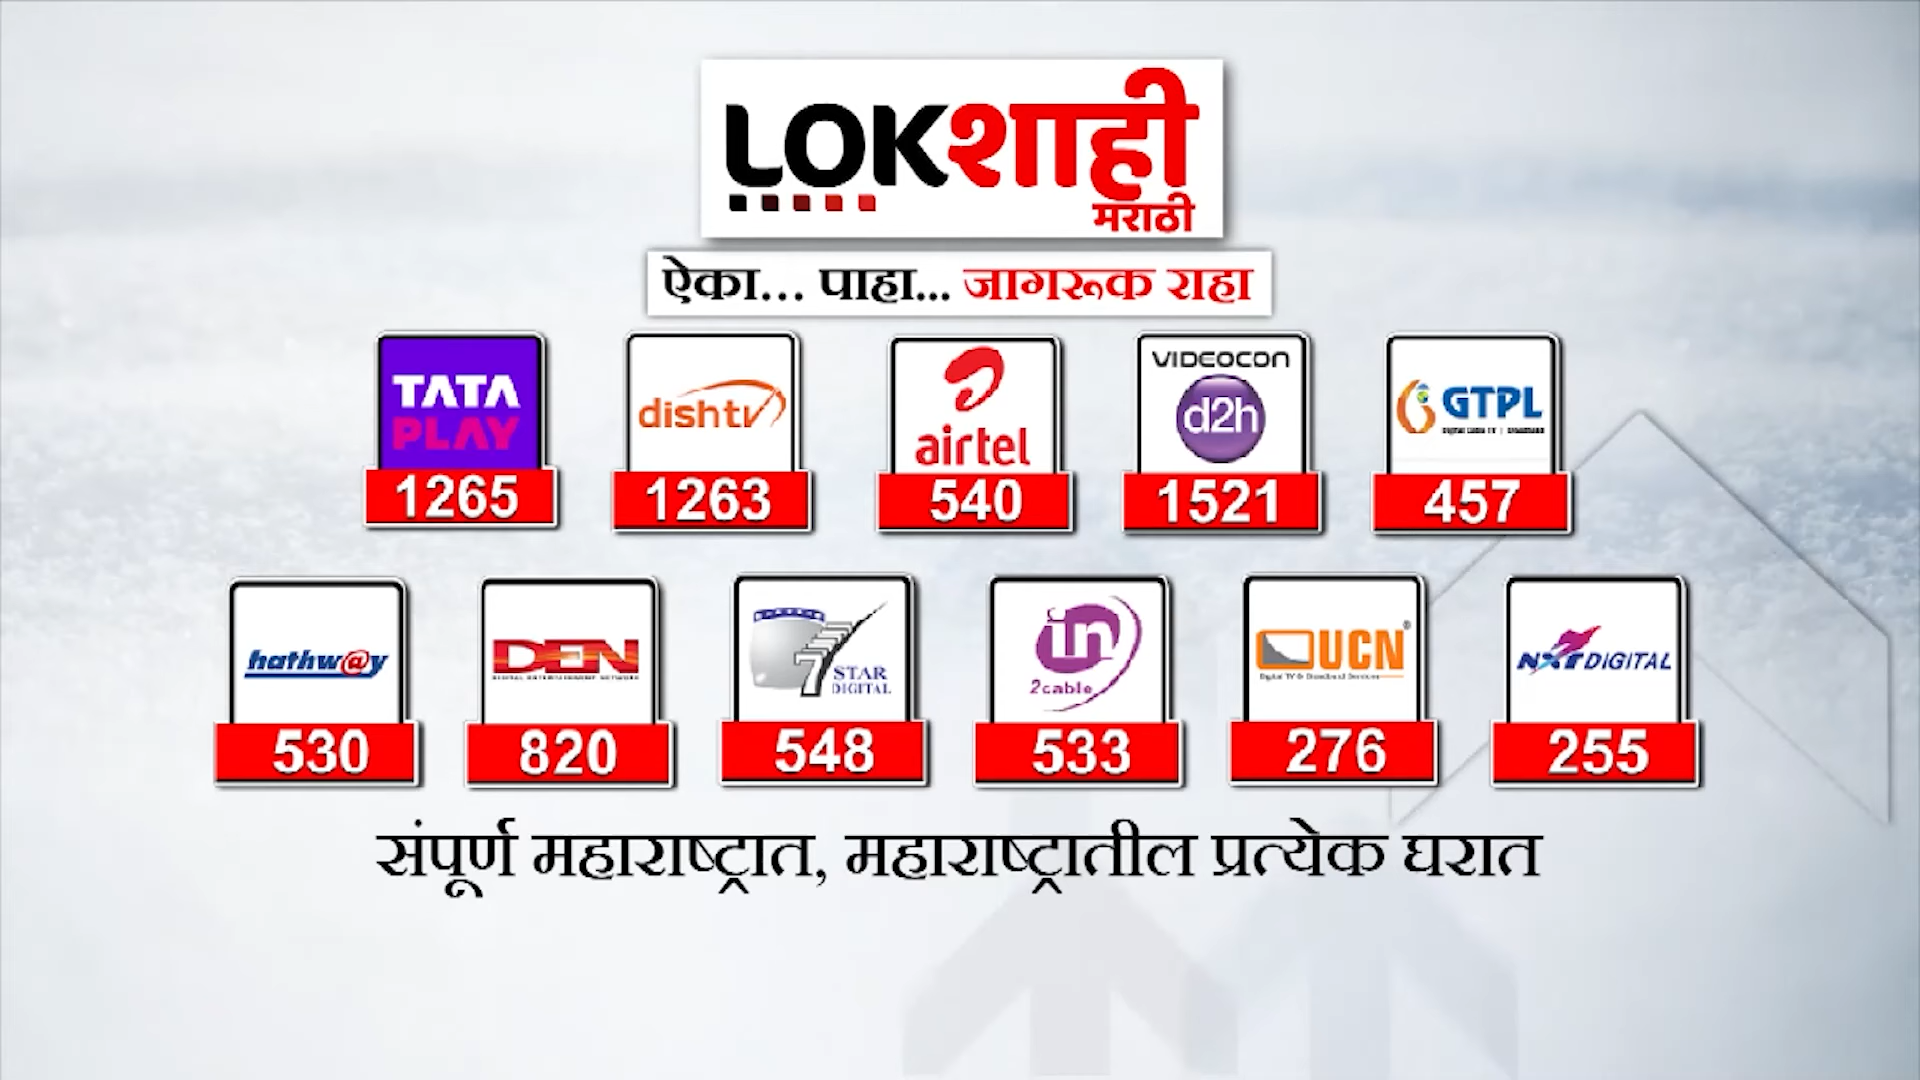 LOKशाही
मराठी
ऐका... पाहा... जागरूक राहा
TATA PLAY
dishtv
airtel
VIDEOCON d2h
GTPL
1265
1263
540
1521
457
hathw@y
DEN
7 STAR DIGITAL
in 2cable
UCN
NXT DIGITAL
530
820
548
533
276
255
संपूर्ण महाराष्ट्रात, महाराष्ट्रातील प्रत्येक घरात